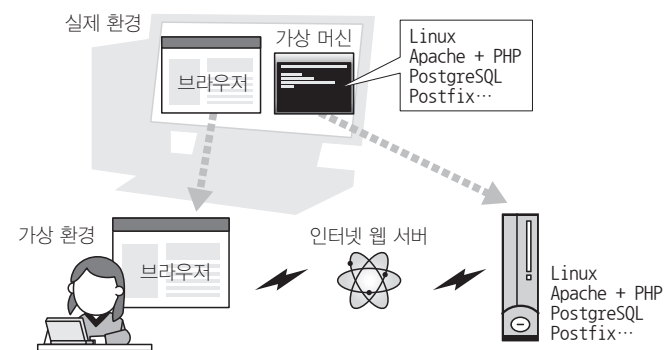 실제 환경
가상 머신
브라우저
Linux
Apache + PHP
PostgreSQL
Postfix…
가상 환경
브라우저
인터넷 웹 서버
Linux
Apache + PHP
PostgreSQL
Postfix…